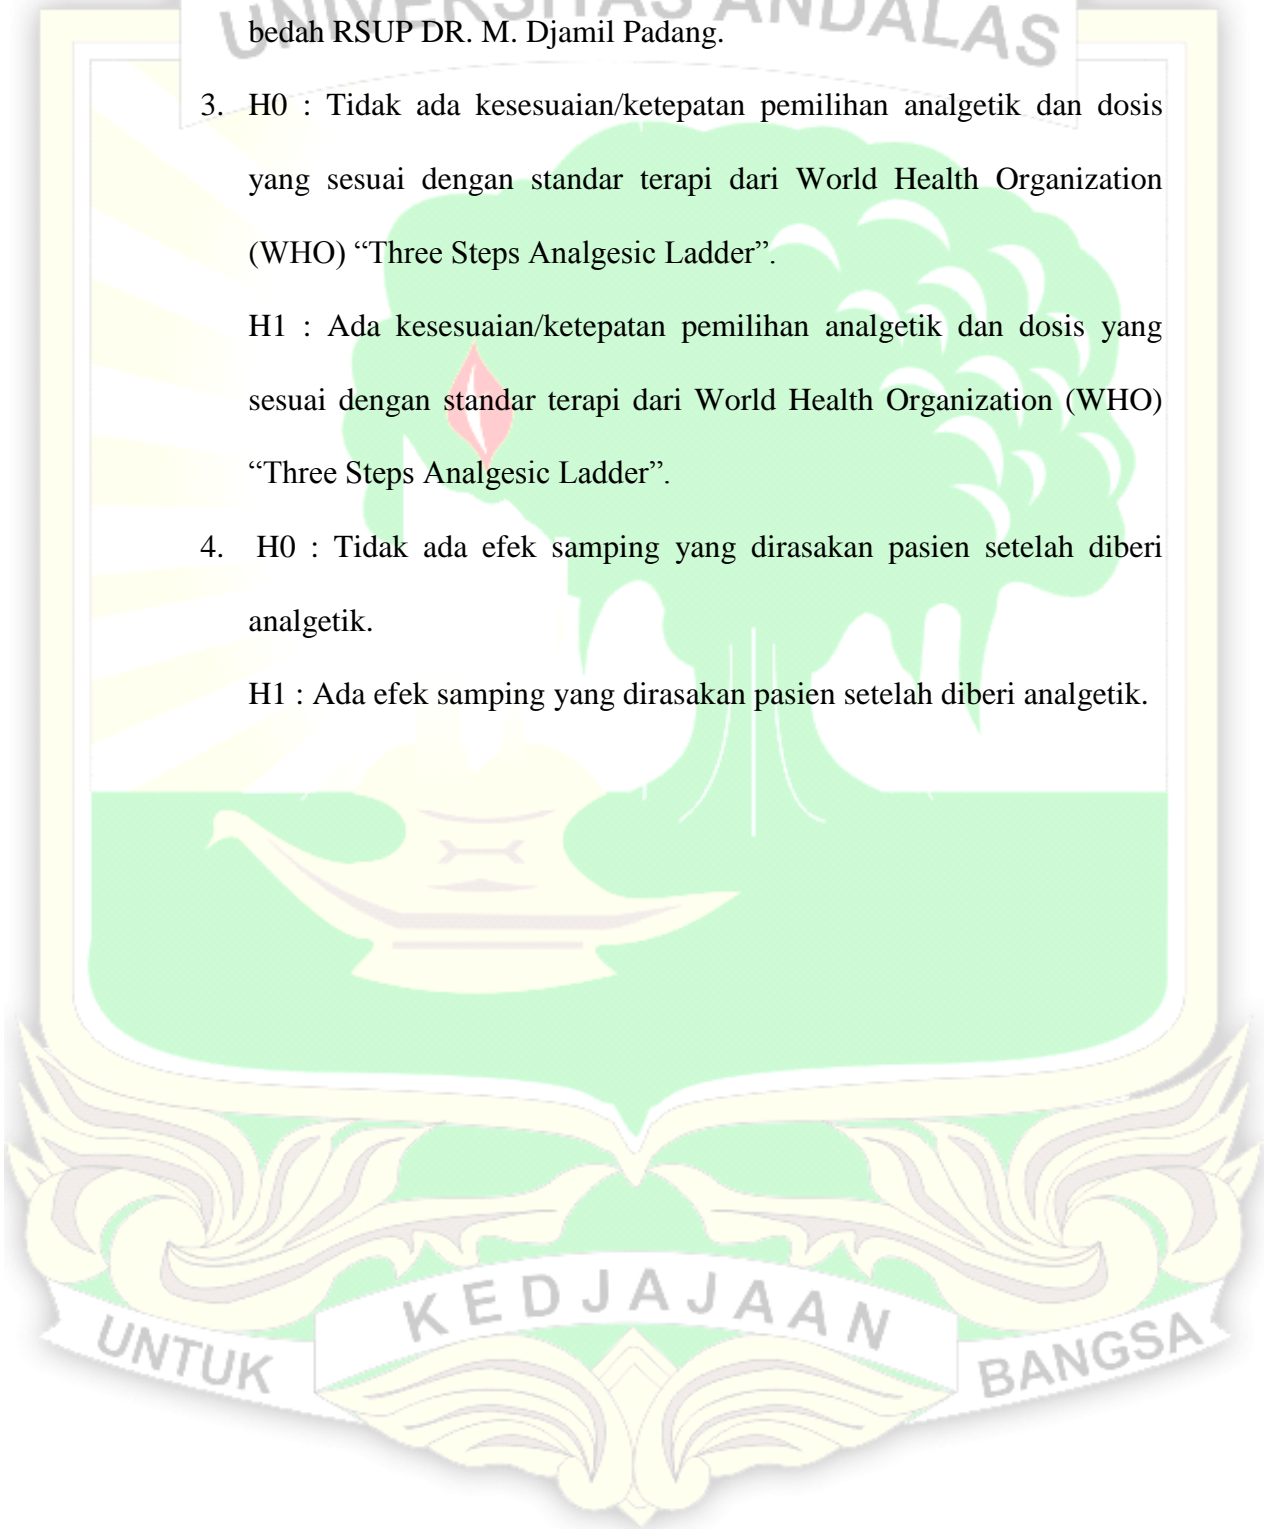 UNIVERSITAS ANDALAS
bedah RSUP DR. M. Djamil Padang.
3. H0 : Tidak ada kesesuaian/ketepatan pemilihan analgetik dan dosis
yang sesuai dengan standar terapi dari World Health Organization
(WHO) “Three Steps Analgesic Ladder”.
H1 : Ada kesesuaian/ketepatan pemilihan analgetik dan dosis yang
sesuai dengan standar terapi dari World Health Organization (WHO)
“Three Steps Analgesic Ladder”.
4. H0 : Tidak ada efek samping yang dirasakan pasien setelah diberi
analgetik.
H1 : Ada efek samping yang dirasakan pasien setelah diberi analgetik.
UNTUK KEDJAJAAN BANGSA